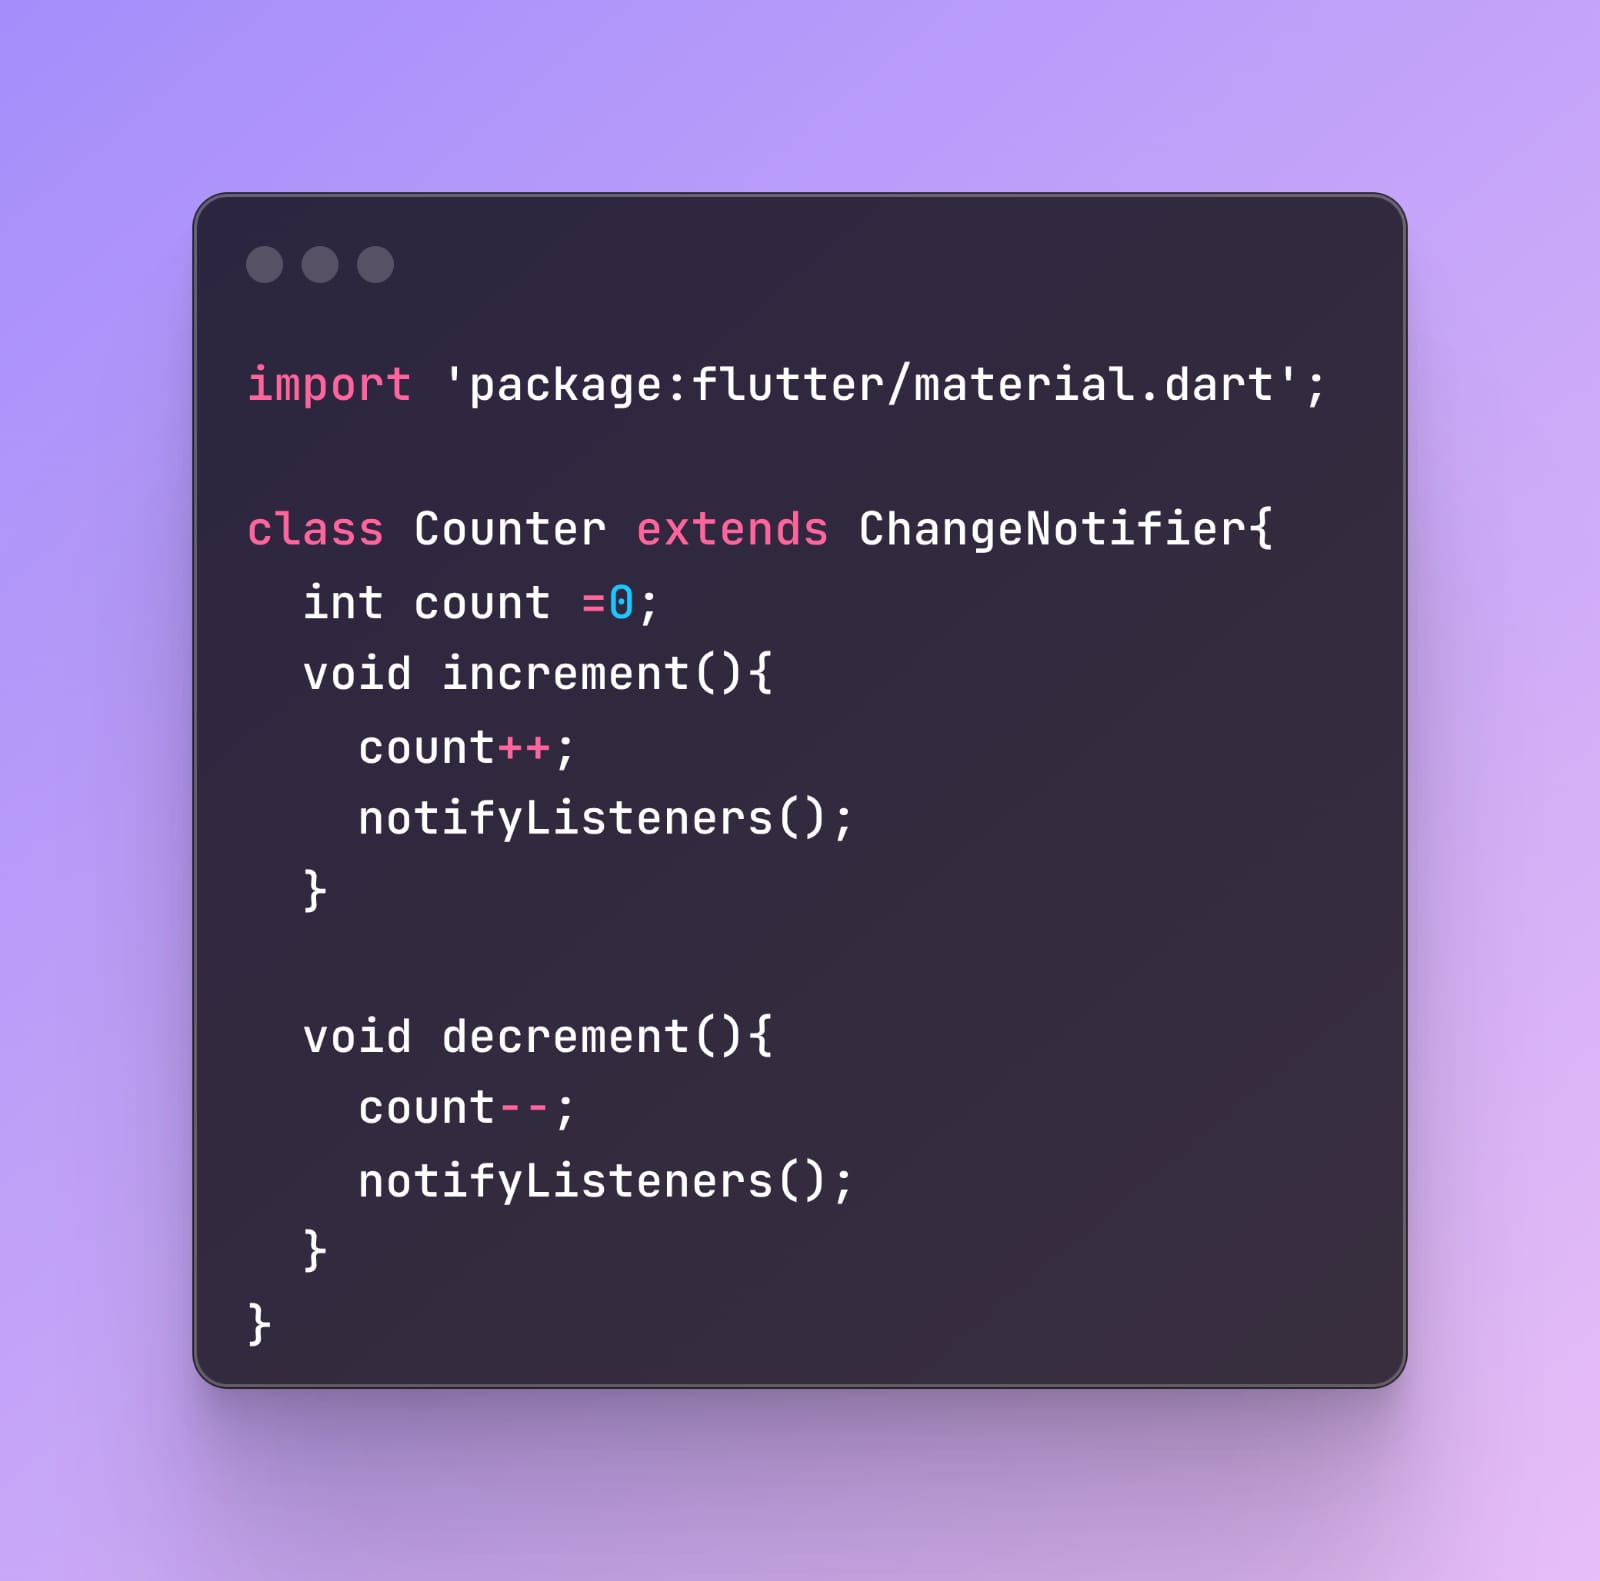 import 'package:flutter/material.dart';

class Counter extends ChangeNotifier{
  int count =0;
  void increment(){
    count++;
    notifyListeners();
  }

  void decrement(){
    count--;
    notifyListeners();
  }
}